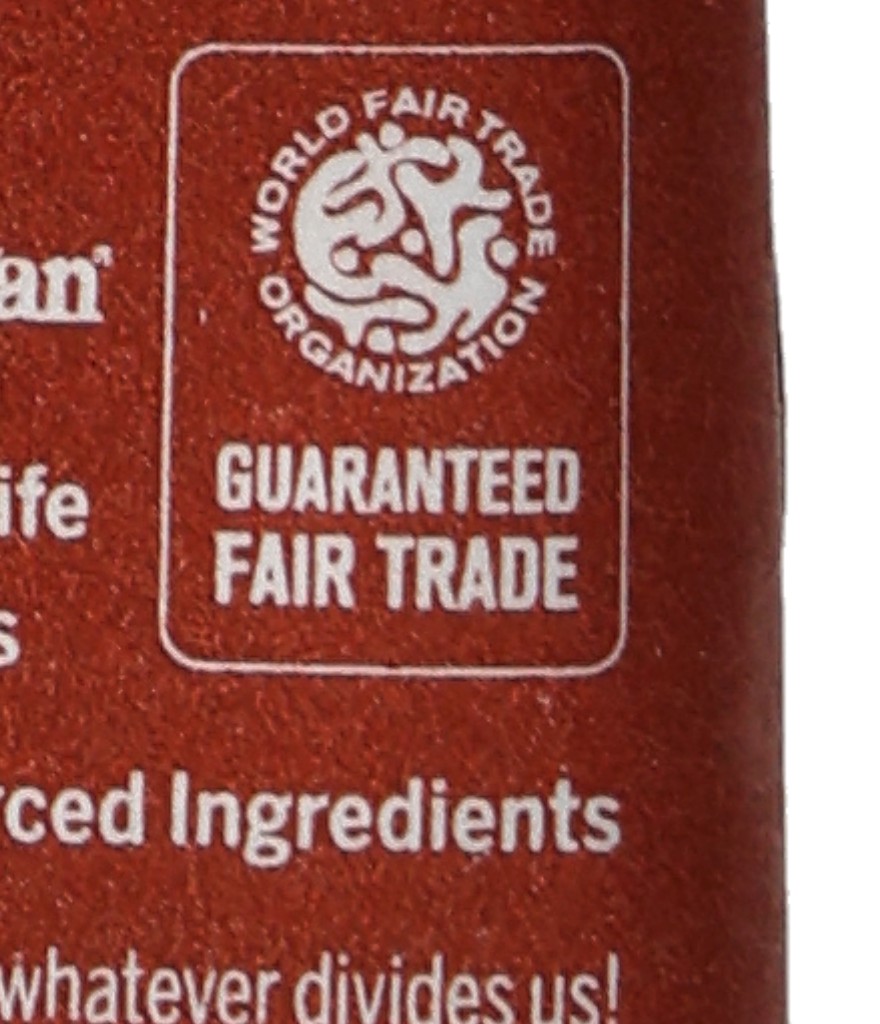 WORLD FAIR TRADE
ORGANIZATION
an
GUARANTEED
ife
FAIR TRADE
s
rced Ingredients
whatever divides us!